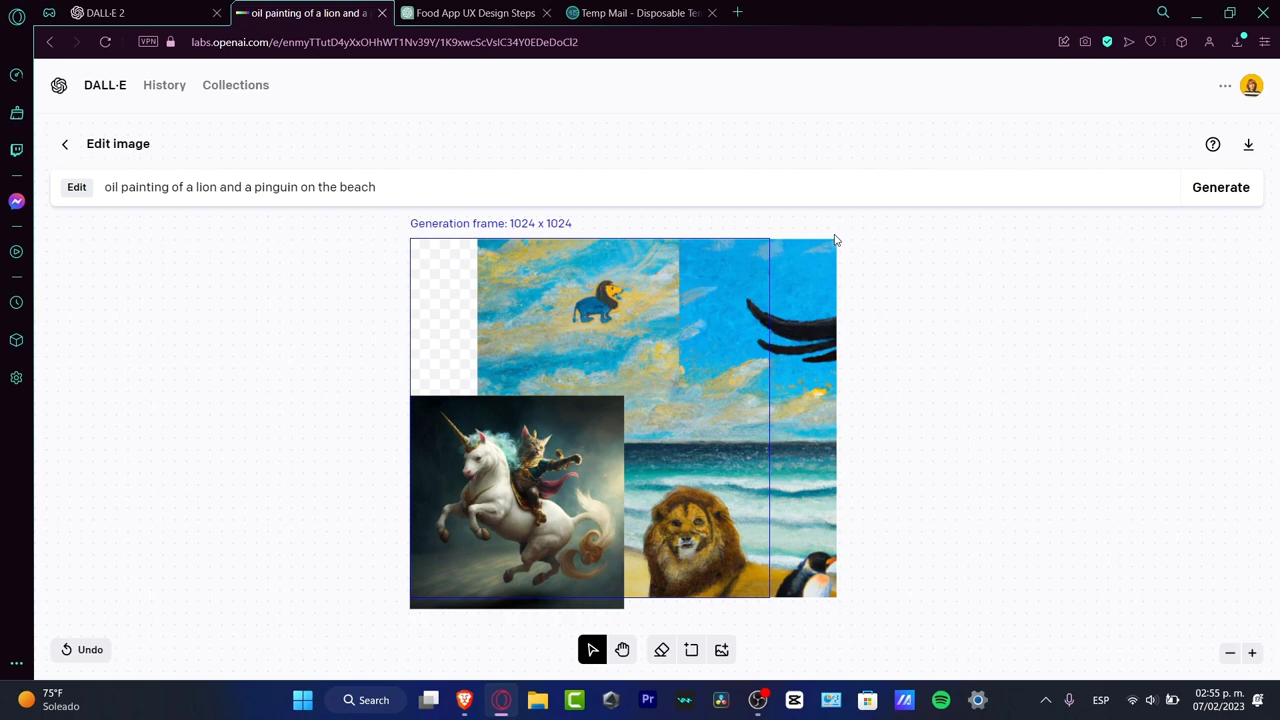 DALL·E 2
oil painting of a lion and a
Food App UX Design Steps
Temp Mail - Disposable Te
VPN
labs.openai.com/e/enmyTTutD4yXxOHhWT1Nv39Y/1K9xwcScVslC34Y0EDeDoCl2
DALL·E History Collections
Edit image
Edit oil painting of a lion and a pinguin on the beach
Generate
Generation frame: 1024 x 1024
Undo
75°F
Soleado
Search
Pr
ESP
02:55 p. m.
07/02/2023